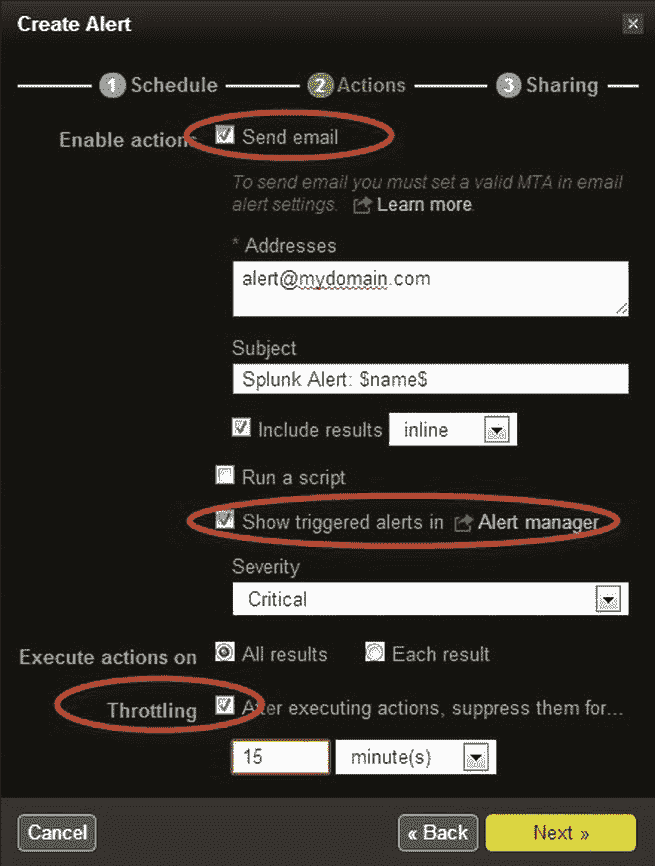 Create Alert
1 Schedule 2 Actions 3 Sharing
Enable actions Send email
To send email you must set a valid MTA in email
alert settings. Learn more.
* Addresses
alert@mydomain.com
Subject
Splunk Alert: $name$
Include results inline
Run a script
Show triggered alerts in Alert manager
Severity
Critical
Execute actions on All results Each result
Throttling After executing actions, suppress them for...
15 minute(s)
Cancel « Back Next »